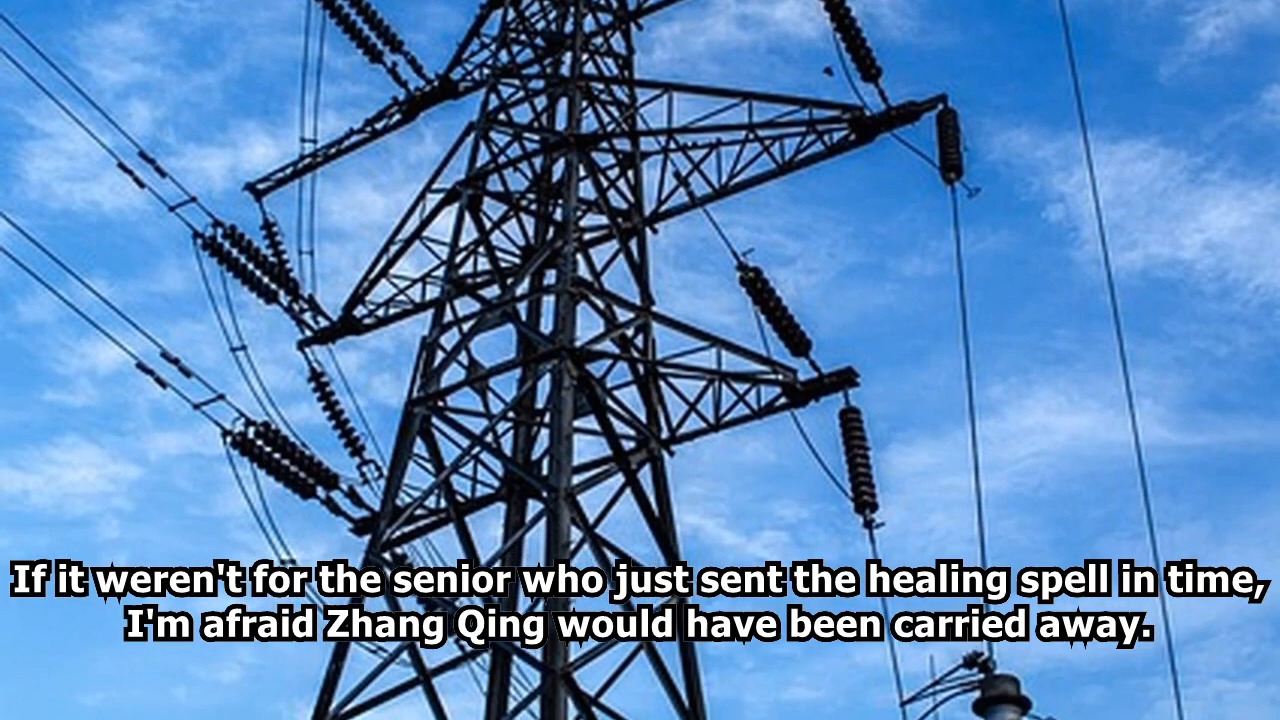 If it weren't for the senior who just sent the healing spell in time,
I'm afraid Zhang Qing would have been carried away.